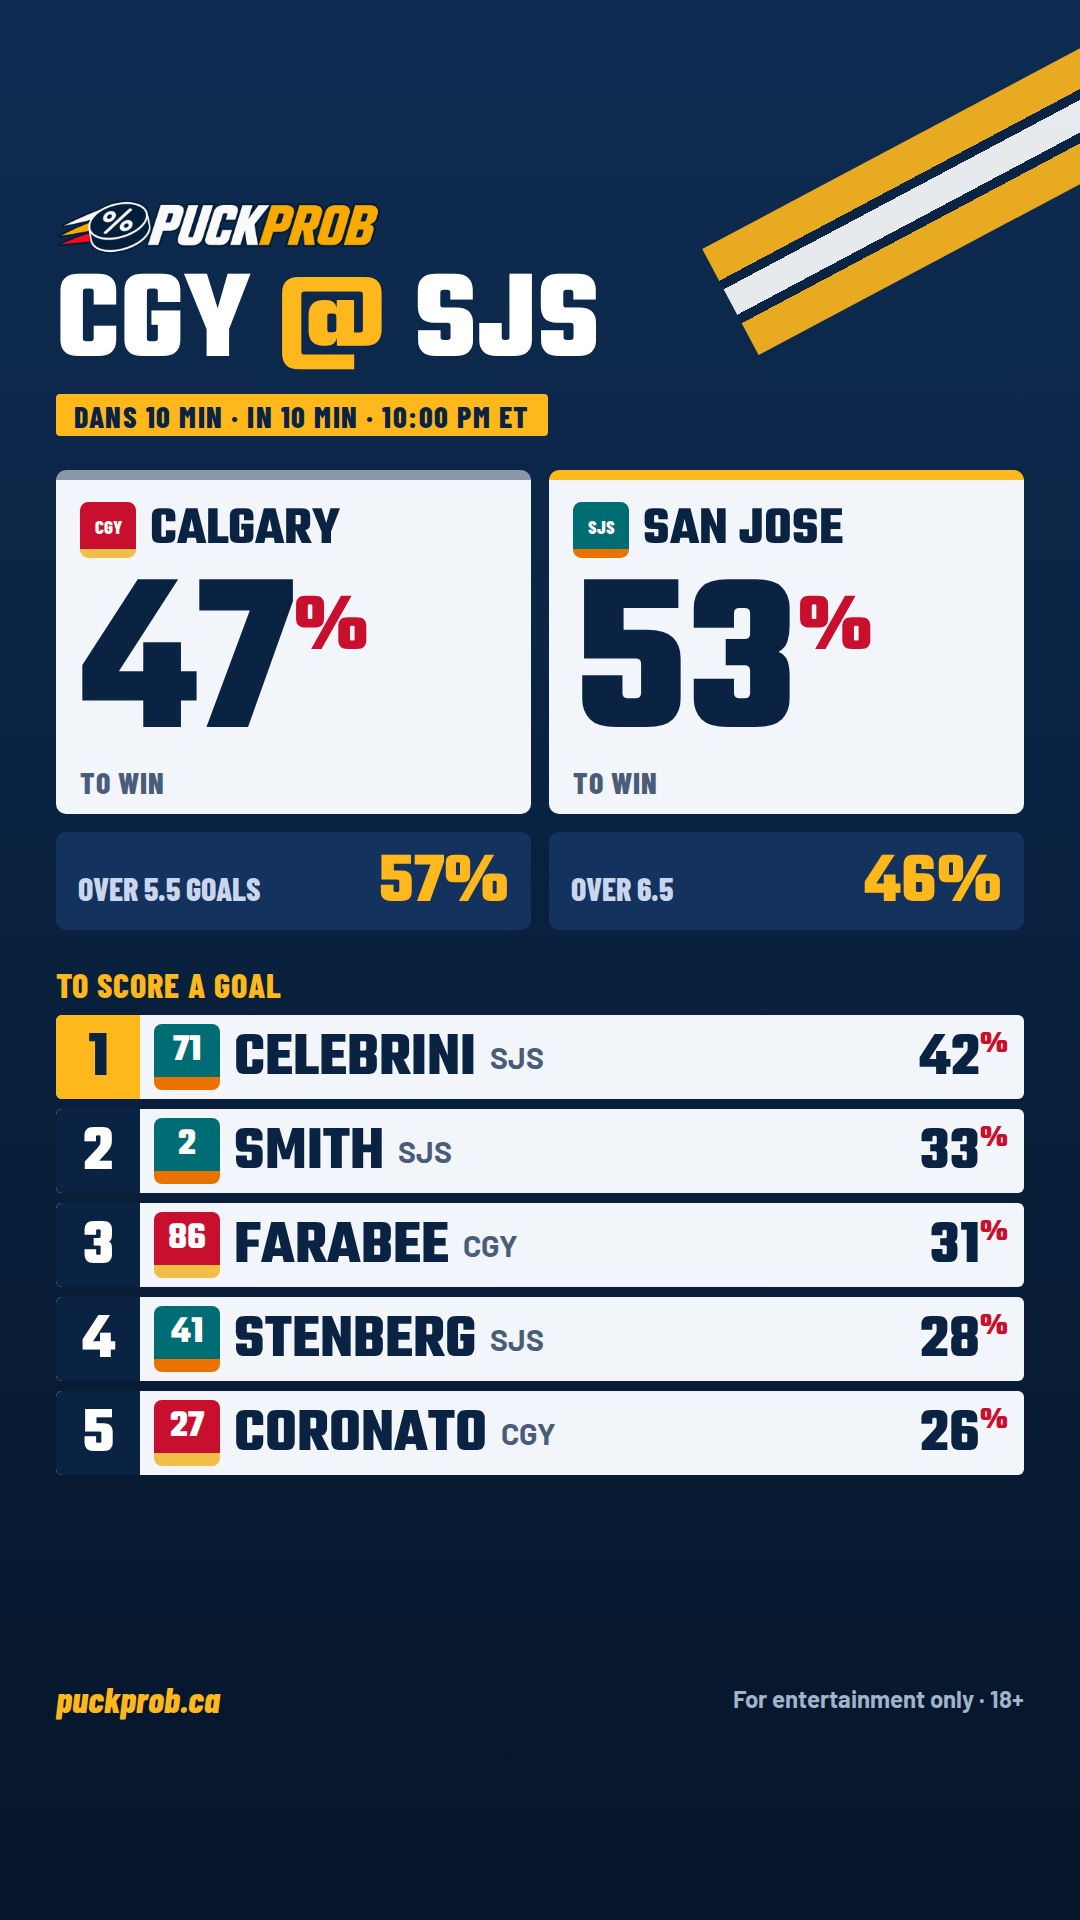 % PUCKPROB
CGY @ SJS
DANS 10 MIN · IN 10 MIN · 10:00 PM ET
CGY CALGARY
47%
TO WIN
SJS SAN JOSE
53%
TO WIN
OVER 5.5 GOALS 57%
OVER 6.5 46%
TO SCORE A GOAL
1 71 CELEBRINI SJS 42%
2 2 SMITH SJS 33%
3 86 FARABEE CGY 31%
4 41 STENBERG SJS 28%
5 27 CORONATO CGY 26%
puckprob.ca
For entertainment only · 18+